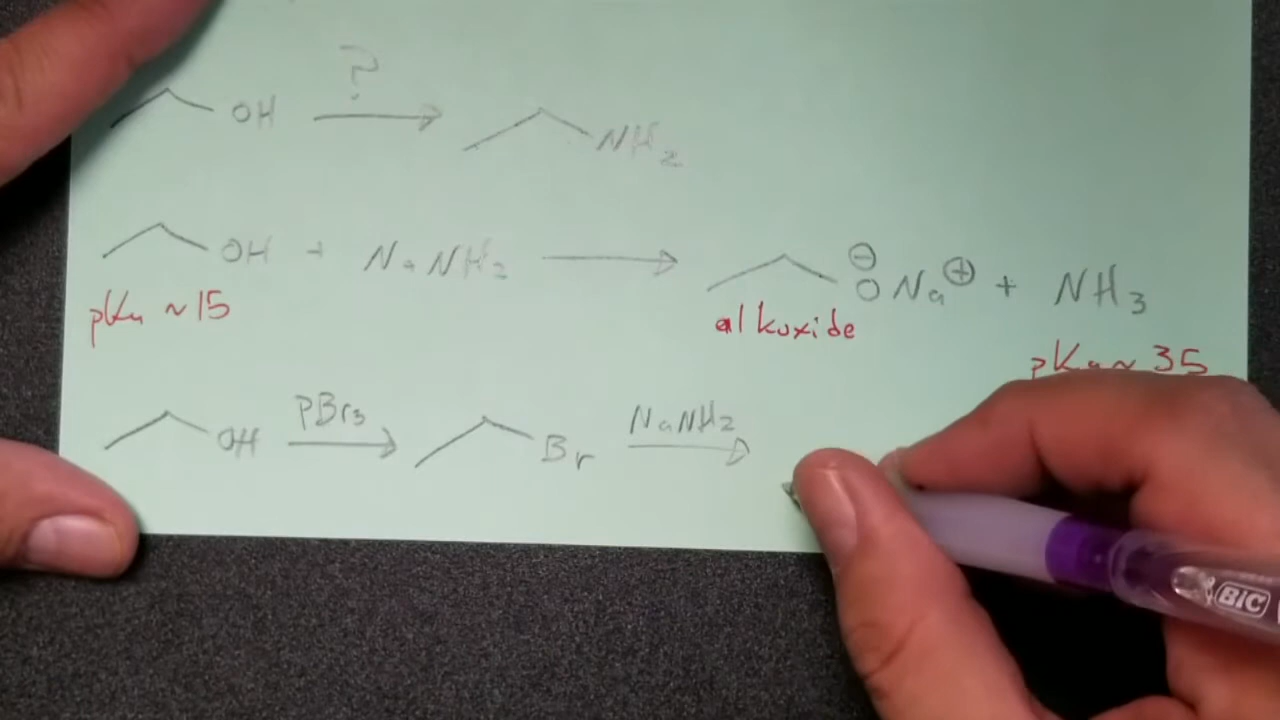 ?
OH → NH₂
OH + NaNH₂ → ⊖ O Na ⊕ + NH₃
pKa ~15 alkoxide pKa ~ 35
OH PBr₃ → Br NaNH₂ →
BIC